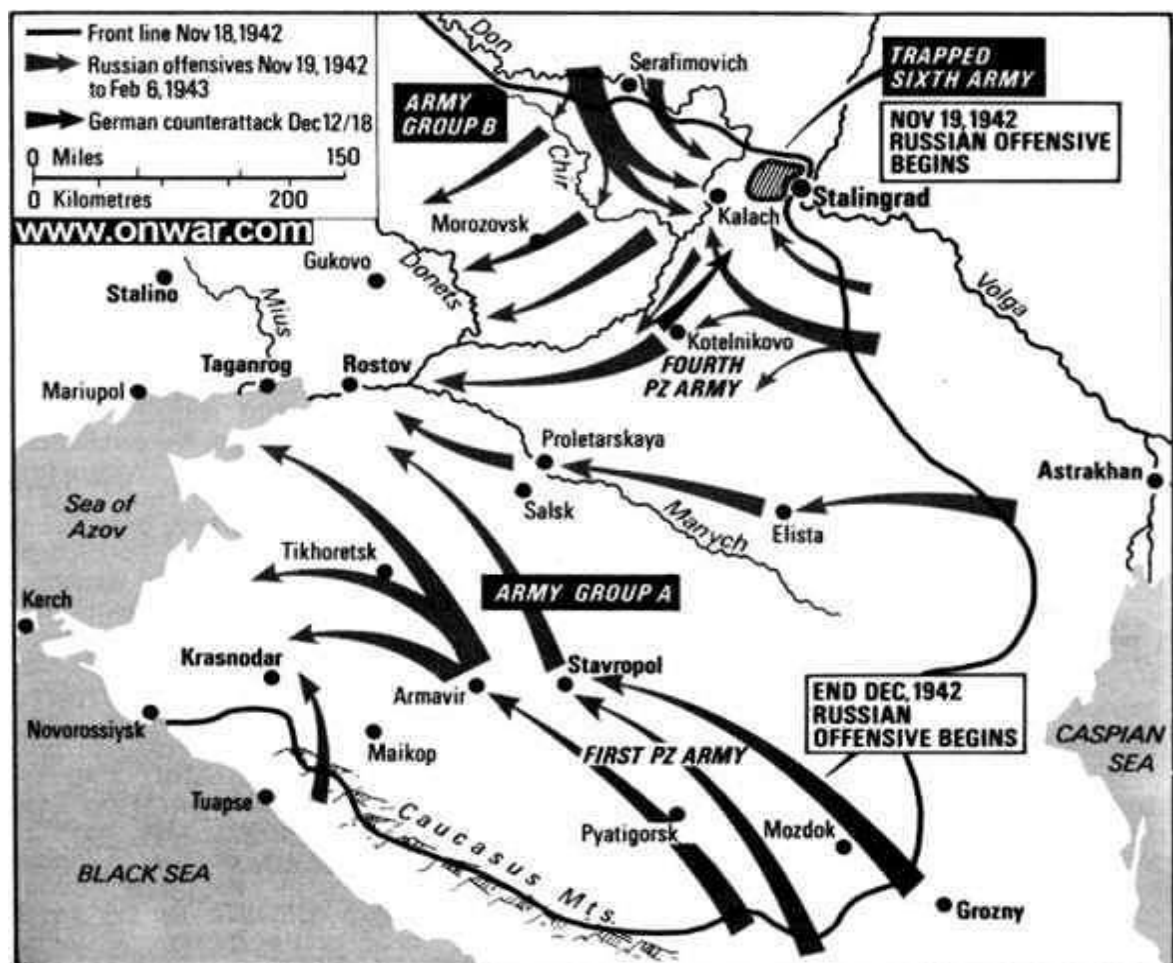 Front line Nov 18, 1942
Russian offensives Nov 19, 1942
to Feb 6, 1943
German counterattack Dec 12/18
0 Miles 150
0 Kilometres 200
www.onwar.com
Don
Serafimovich
TRAPPED
SIXTH ARMY
ARMY
GROUP B
NOV 19, 1942
RUSSIAN OFFENSIVE
BEGINS
Chir
Kalach
Stalingrad
Morozovsk
Gukovo
Donets
Stalino
Mius
Volga
Kotelnikovo
Taganrog
Rostov
FOURTH
PZ ARMY
Mariupol
Proletarskaya
Astrakhan
Salsk
Sea of
Azov
Manych
Elista
Tikhoretsk
ARMY GROUP A
Kerch
Krasnodar
Stavropol
Armavir
END DEC, 1942
RUSSIAN
OFFENSIVE BEGINS
Novorossiysk
Maikop
FIRST PZ ARMY
CASPIAN
SEA
Tuapse
Caucasus Mts.
Pyatigorsk
Mozdok
BLACK SEA
Grozny